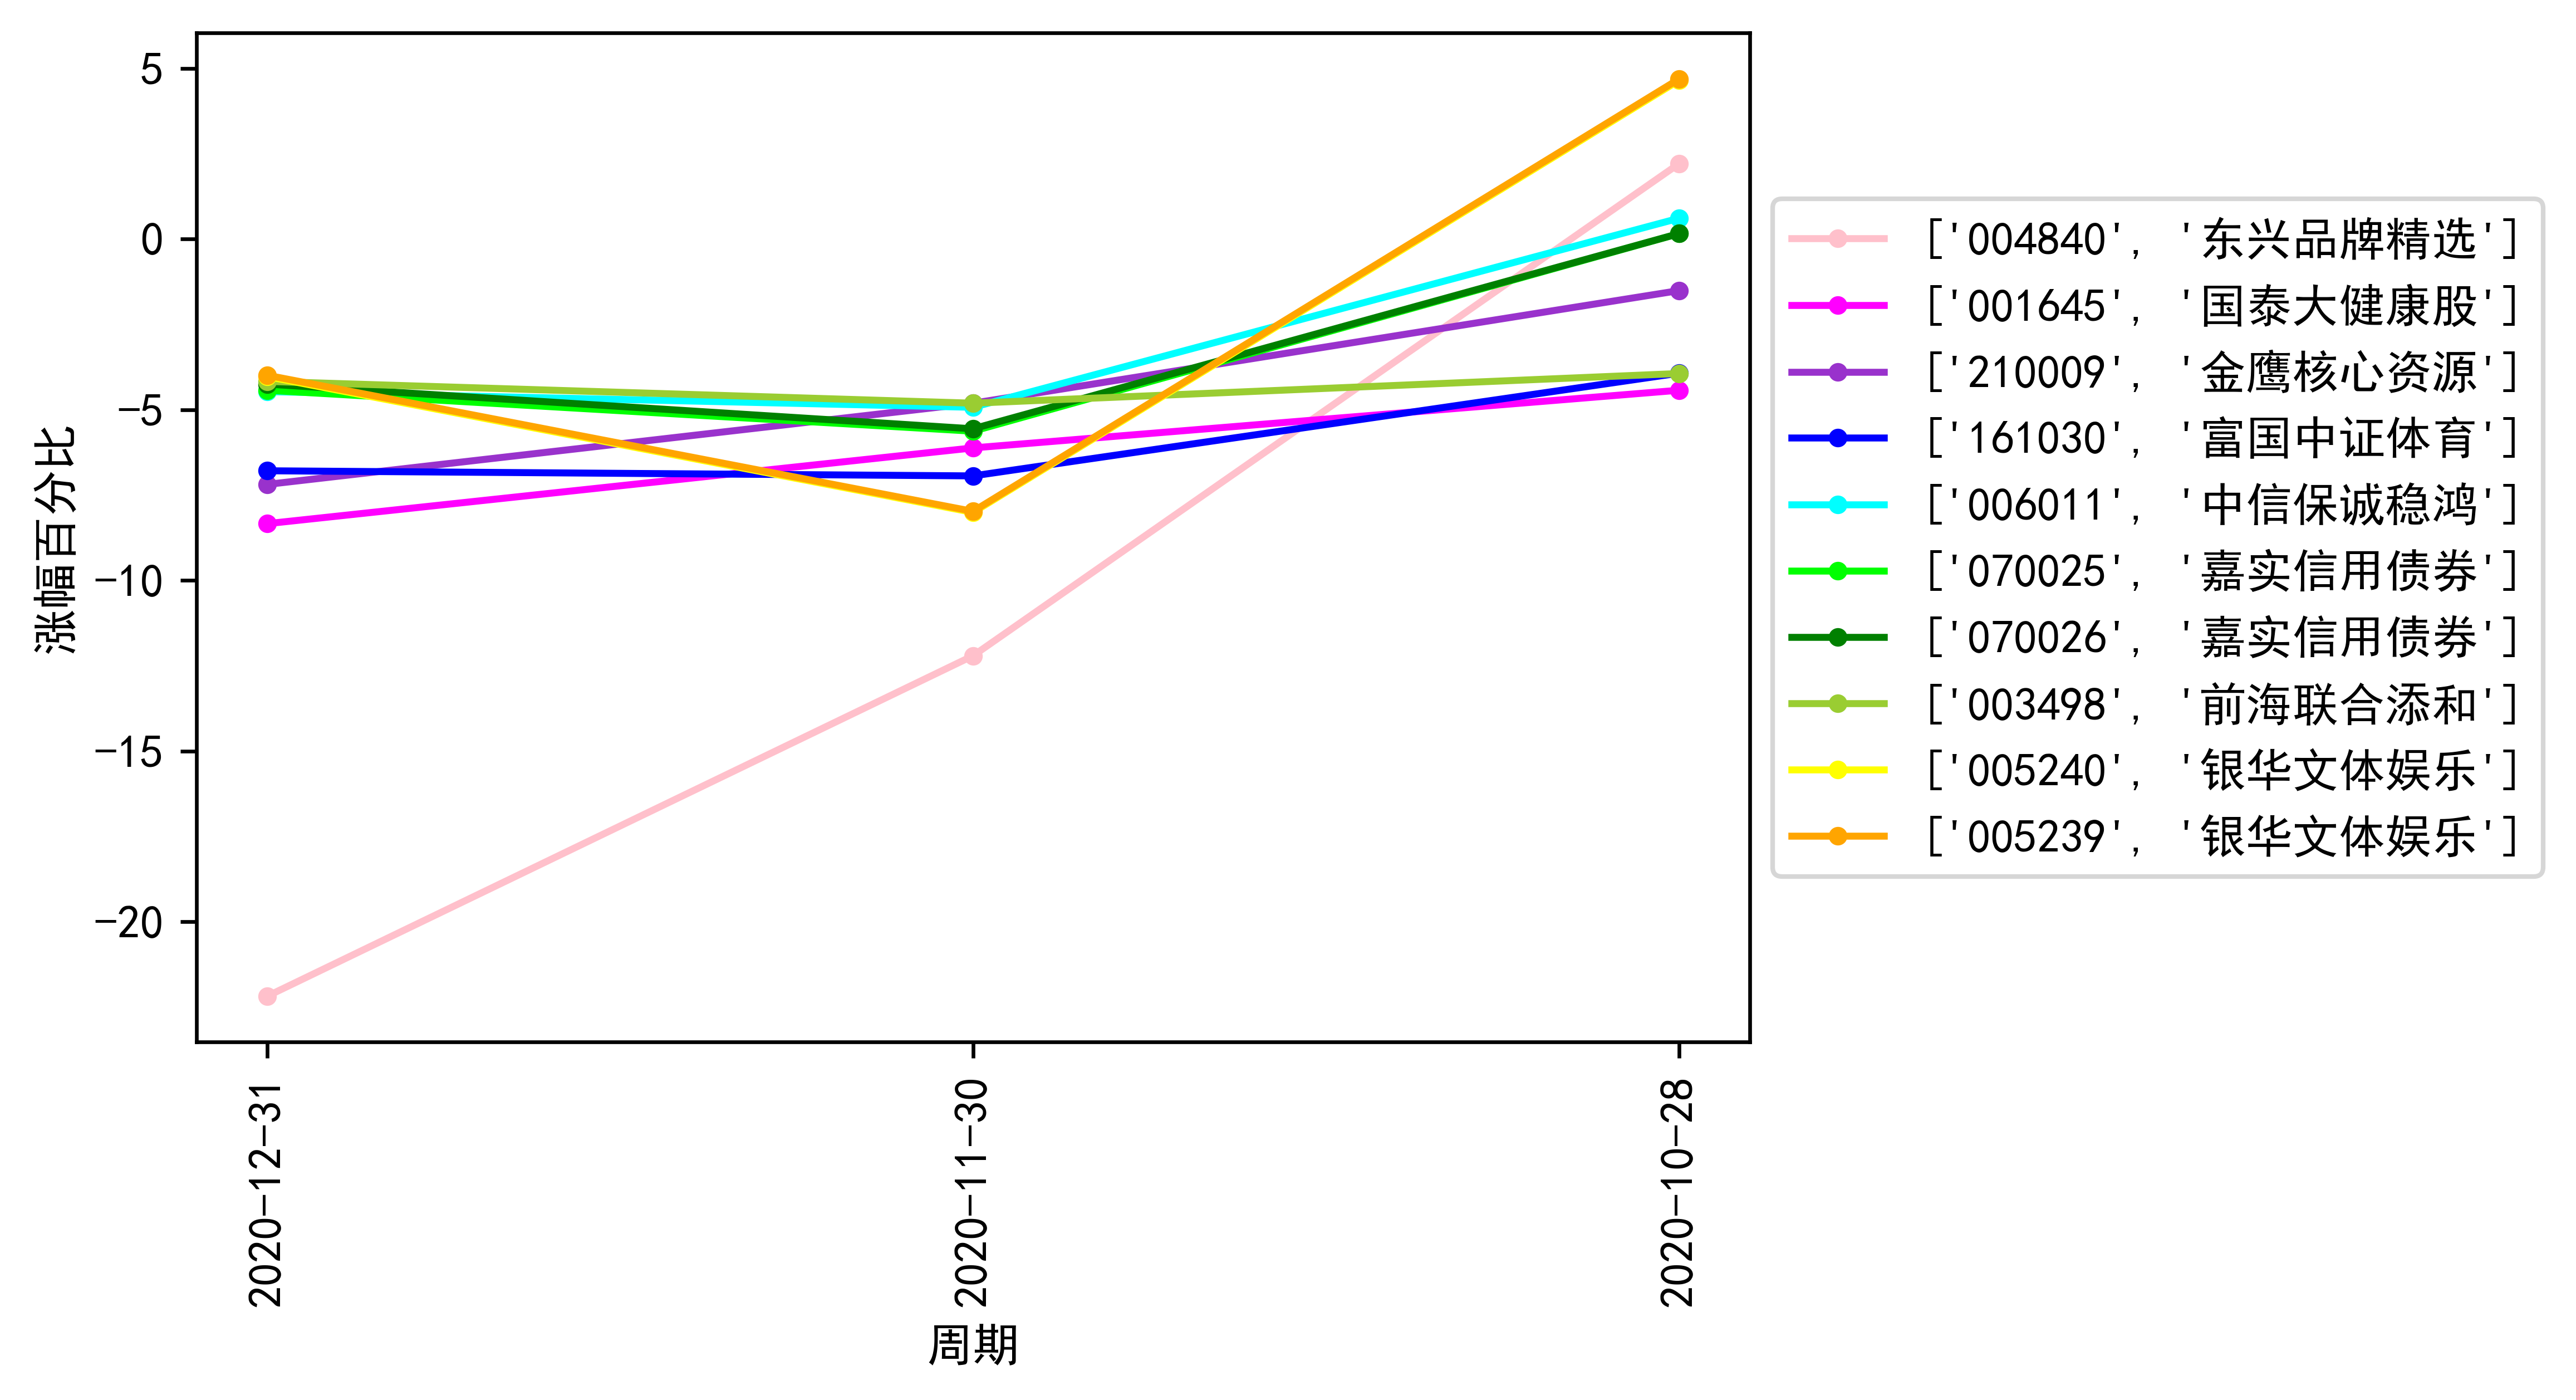 5
0
−5
−10
−15
−20
涨幅百分比
2020-12-31
2020-11-30
2020-10-28
周期
['004840', '东兴品牌精选']
['001645', '国泰大健康股']
['210009', '金鹰核心资源']
['161030', '富国中证体育']
['006011', '中信保诚稳鸿']
['070025', '嘉实信用债券']
['070026', '嘉实信用债券']
['003498', '前海联合添和']
['005240', '银华文体娱乐']
['005239', '银华文体娱乐']